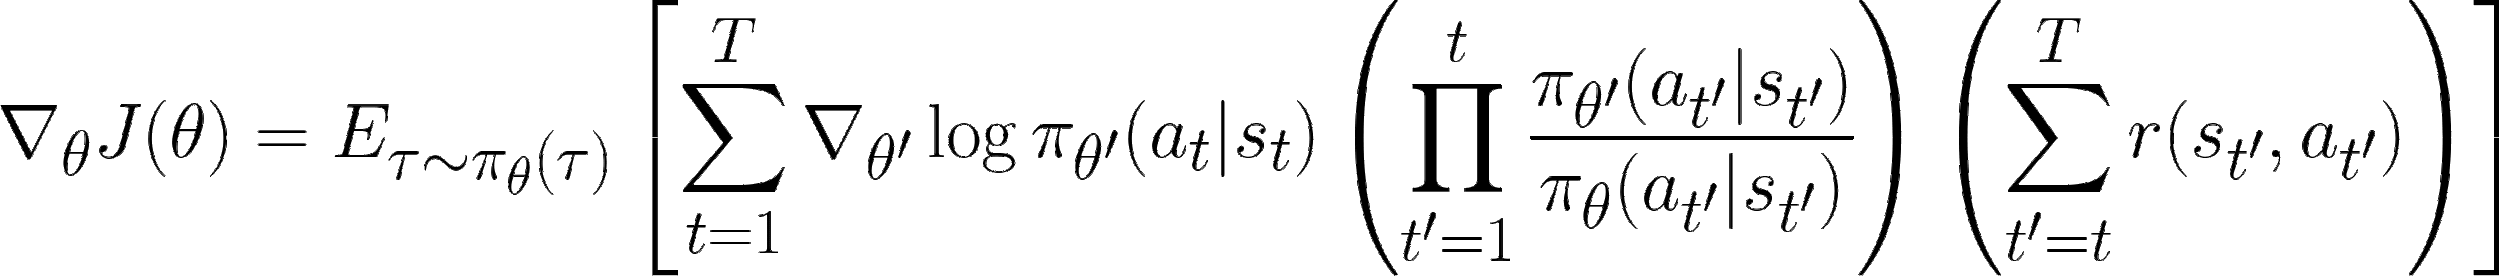 $\nabla_{\theta} J(\theta) = E_{\tau \sim \pi_{\theta}(\tau)} \left[ \sum_{t=1}^{T} \nabla_{\theta'} \log \pi_{\theta'}(a_t|s_t) \left( \prod_{t'=1}^{t} \frac{\pi_{\theta'}(a_{t'}|s_{t'})}{\pi_{\theta}(a_{t'}|s_{t'})} \right) \left( \sum_{t'=t}^{T} r(s_{t'}, a_{t'}) \right) \right]$